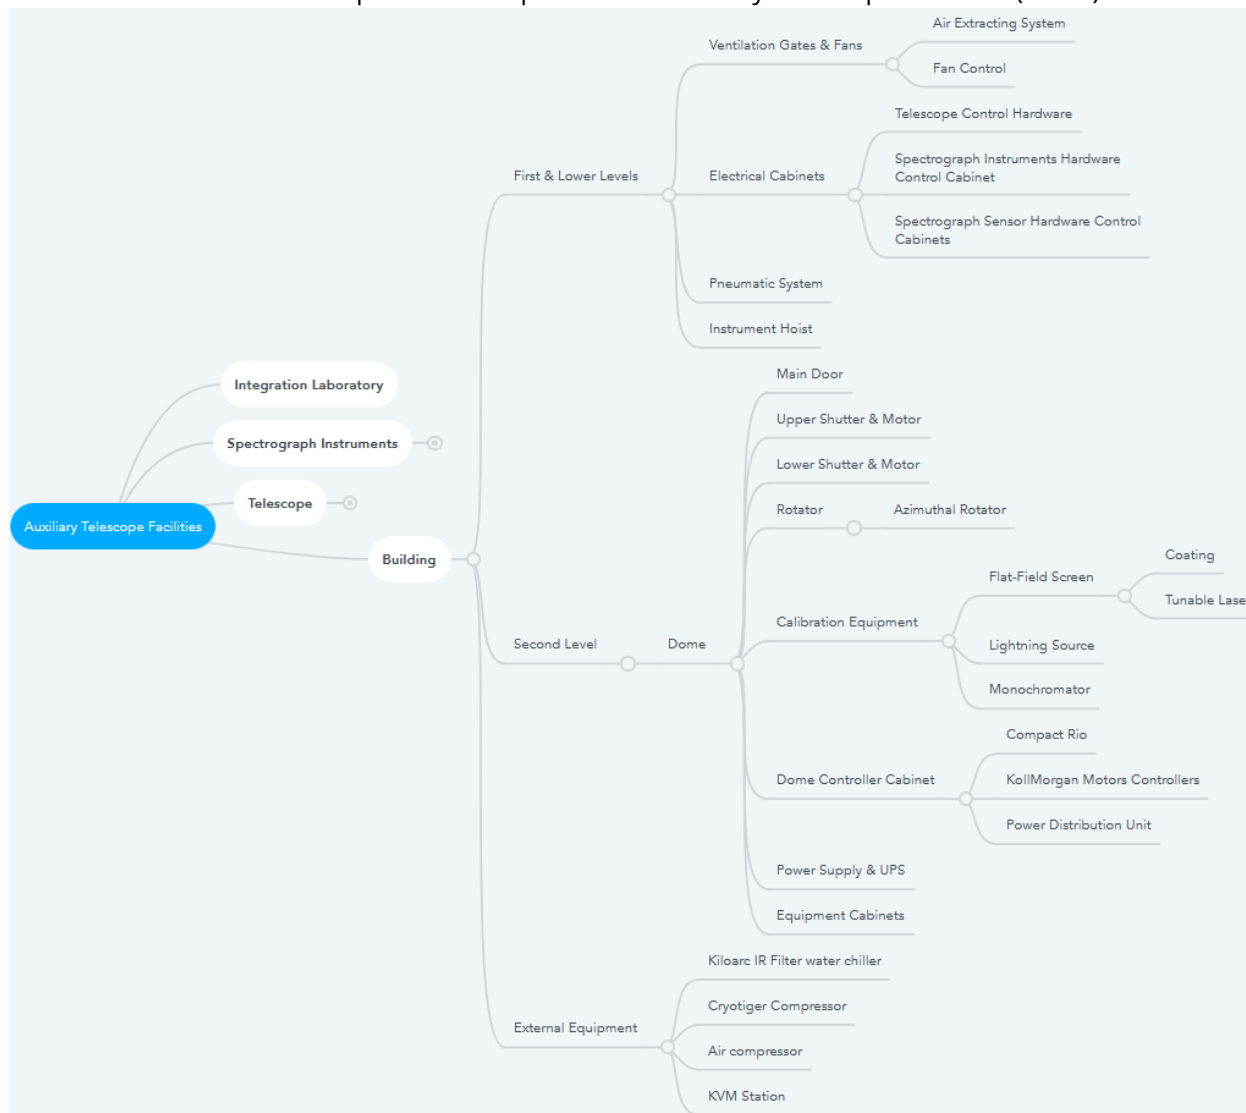 Air Extracting System
Ventilation Gates & Fans
Fan Control
Telescope Control Hardware
Spectrograph Instruments Hardware
Control Cabinet
First & Lower Levels
Electrical Cabinets
Spectrograph Sensor Hardware Control
Cabinets
Pneumatic System
Instrument Hoist
Main Door
Integration Laboratory
Upper Shutter & Motor
Spectrograph Instruments
Lower Shutter & Motor
Telescope
Rotator
Azimuthal Rotator
Auxiliary Telescope Facilities
Building
Coating
Flat-Field Screen
Tunable Lase
Calibration Equipment
Second Level
Dome
Lightning Source
Monochromator
Compact Rio
Dome Controller Cabinet
KollMorgan Motors Controllers
Power Distribution Unit
Power Supply & UPS
Equipment Cabinets
Kiloarc IR Filter water chiller
Cryotiger Compressor
External Equipment
Air compressor
KVM Station